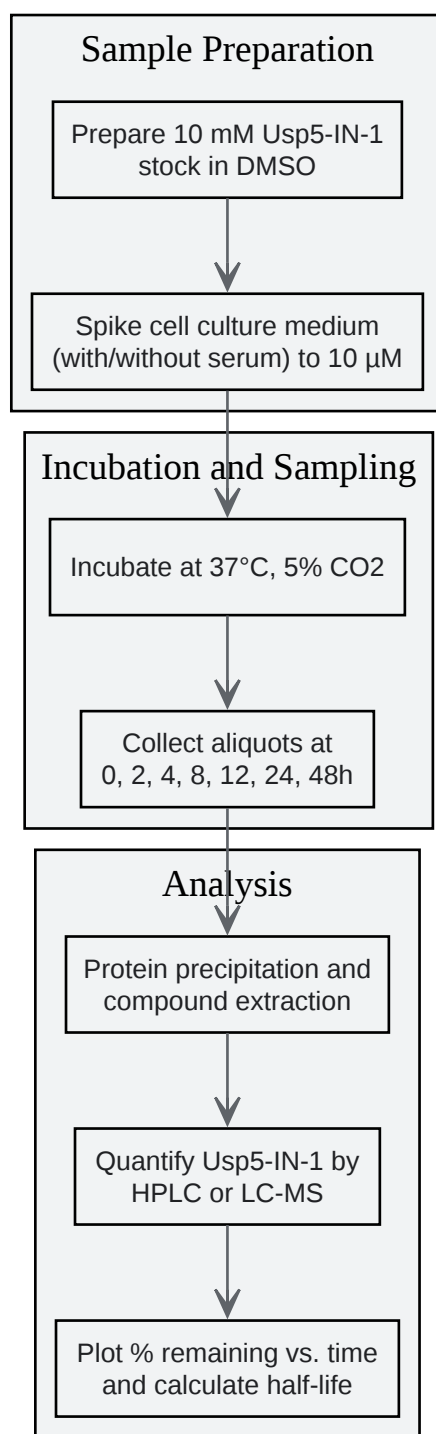 Sample Preparation
Prepare 10 mM Usp5-IN-1
stock in DMSO
Spike cell culture medium
(with/without serum) to 10 µM
Incubation and Sampling
Incubate at 37°C, 5% CO2
Collect aliquots at
0, 2, 4, 8, 12, 24, 48h
Analysis
Protein precipitation and
compound extraction
Quantify Usp5-IN-1 by
HPLC or LC-MS
Plot % remaining vs. time
and calculate half-life